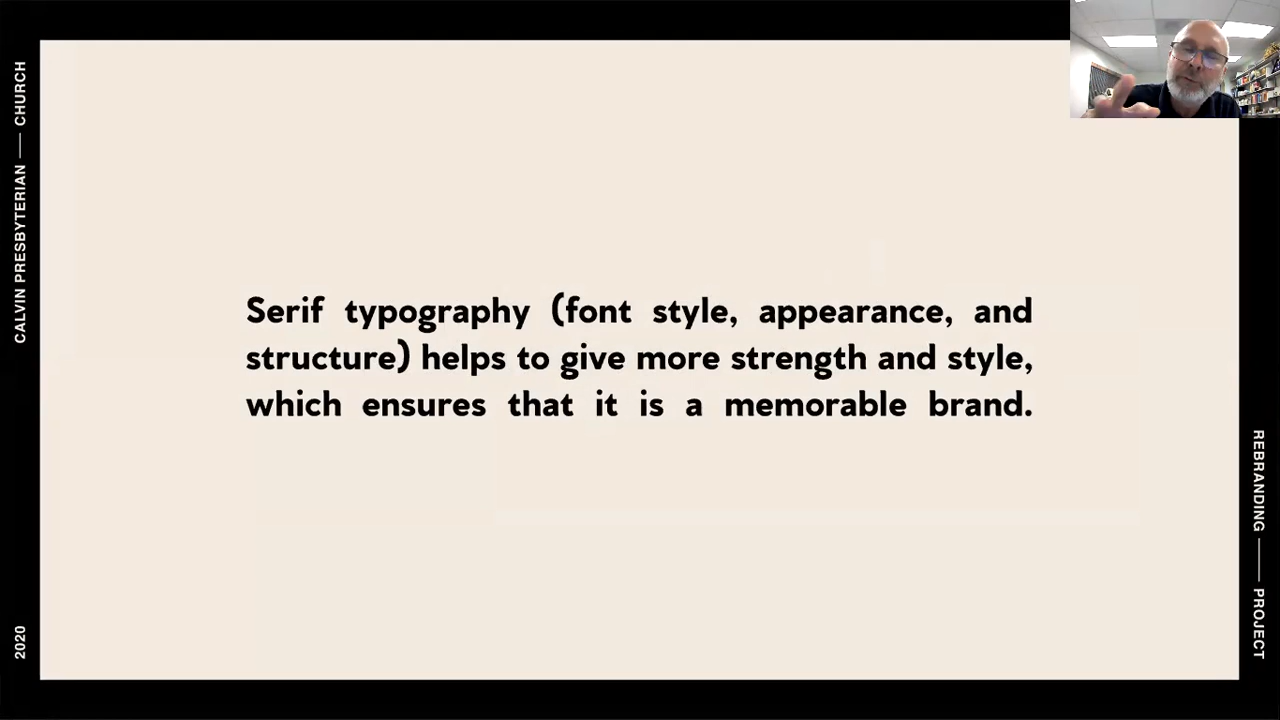 CALVIN PRESBYTERIAN — CHURCH
Serif typography (font style, appearance, and
structure) helps to give more strength and style,
which ensures that it is a memorable brand.
2020
REBRANDING — PROJECT